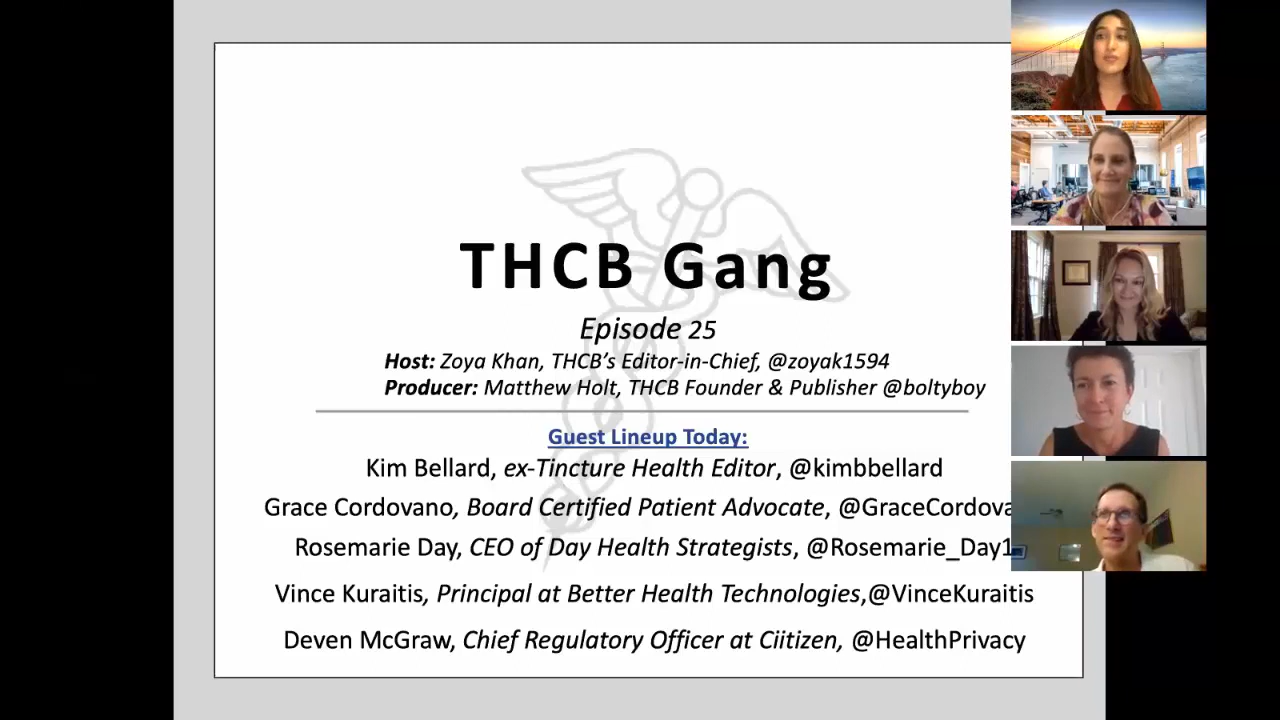 THCB Gang
Episode 25
Host: Zoya Khan, THCB's Editor-in-Chief, @zoyak1594
Producer: Matthew Holt, THCB Founder & Publisher @boltyboy
Guest Lineup Today:
Kim Bellard, ex-Tincture Health Editor, @kimbbellard
Grace Cordovano, Board Certified Patient Advocate, @GraceCordova
Rosemarie Day, CEO of Day Health Strategists, @Rosemarie_Day1
Vince Kuraitis, Principal at Better Health Technologies,@VinceKuraitis
Deven McGraw, Chief Regulatory Officer at Ciitizen, @HealthPrivacy